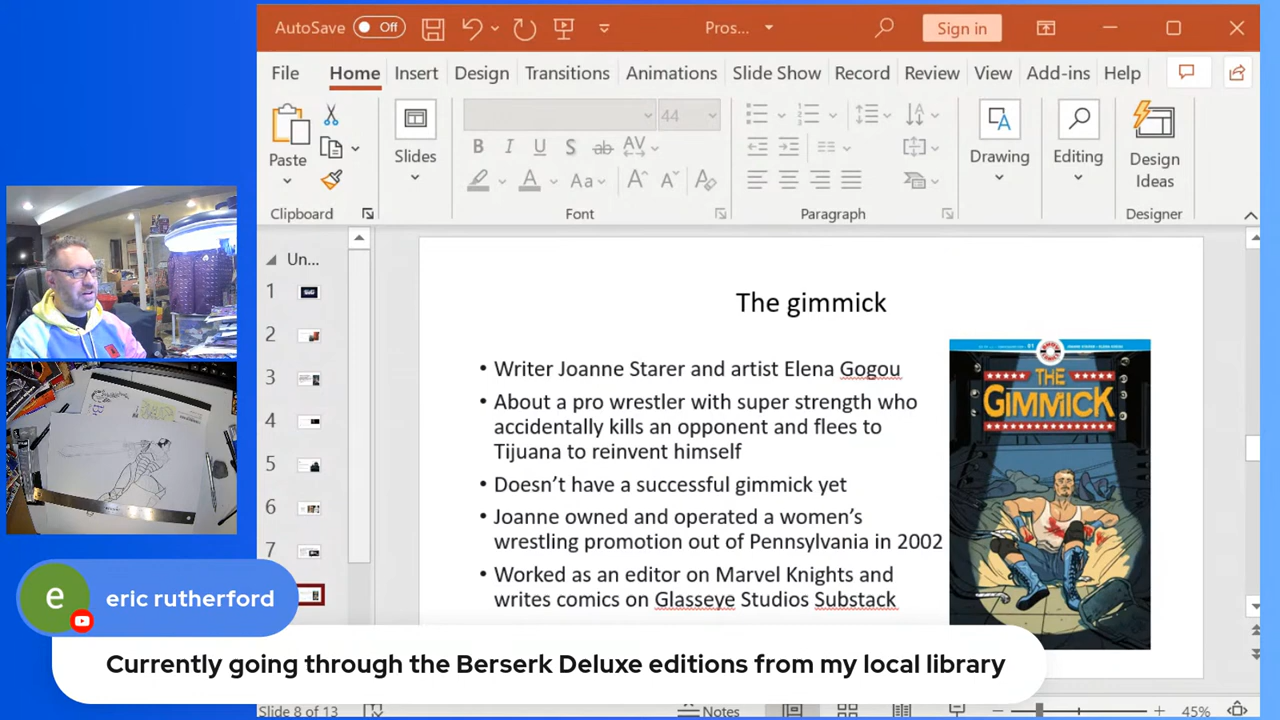 AutoSave
Off
Pros...
Sign in
File
Home
Insert
Design
Transitions
Animations
Slide Show
Record
Review
View
Add-ins
Help
44
Paste
Slides
Drawing
Editing
Design
Ideas
Clipboard
Font
Paragraph
Designer
Un...
1
2
3
4
5
6
7
The gimmick
• Writer Joanne Starer and artist Elena Gogou
• About a pro wrestler with super strength who
accidentally kills an opponent and flees to
Tijuana to reinvent himself
• Doesn't have a successful gimmick yet
• Joanne owned and operated a women's
wrestling promotion out of Pennsylvania in 2002
• Worked as an editor on Marvel Knights and
writes comics on Glasseye Studios Substack
THE
GIMMICK
e
eric rutherford
Currently going through the Berserk Deluxe editions from my local library
Slide 8 of 13
Notes
45%